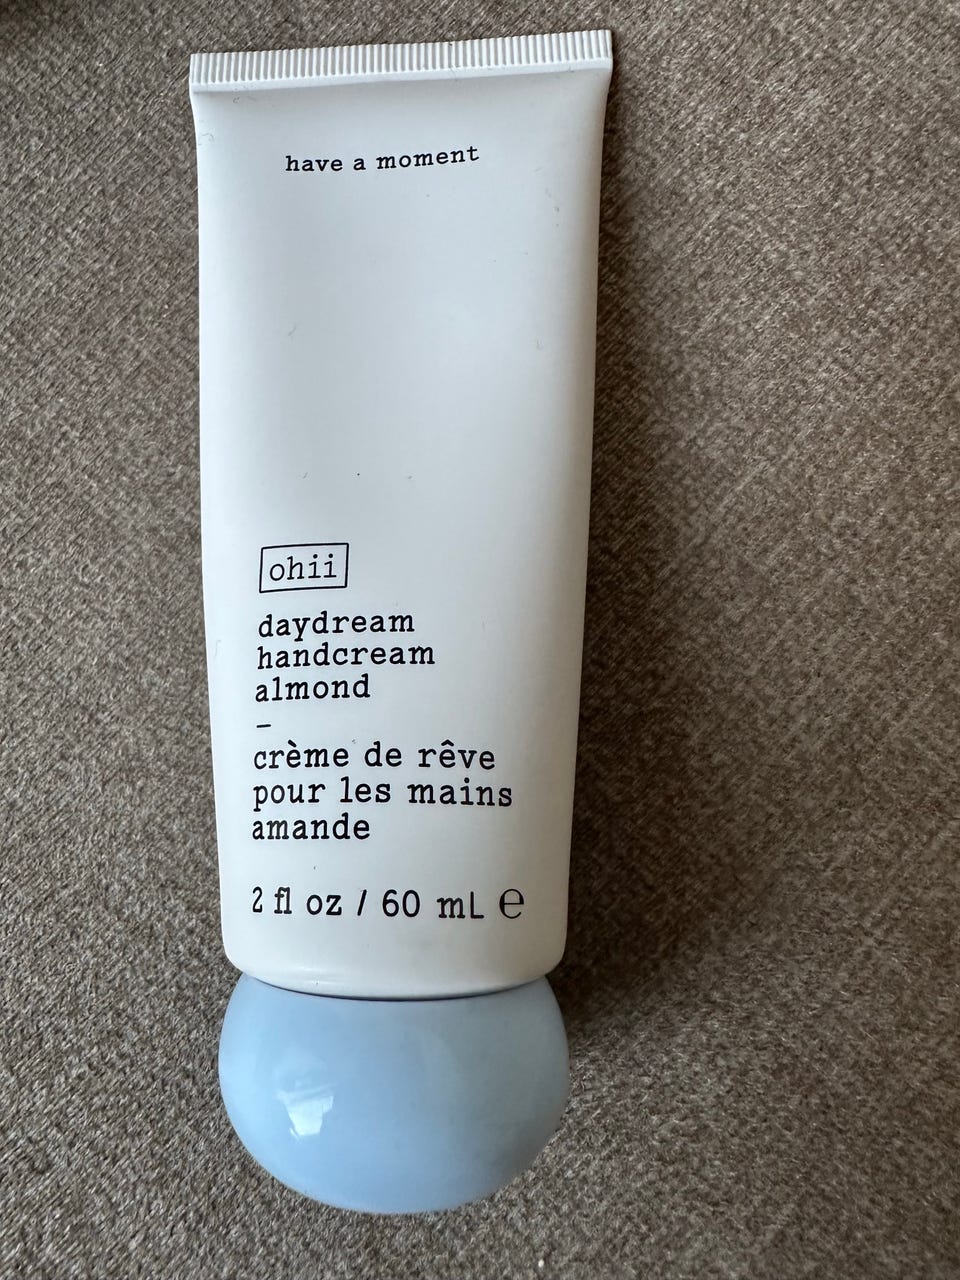 have a moment
ohii
daydream
handcream
almond
–
crème de rêve
pour les mains
amande
2 fl oz / 60 mL ℮